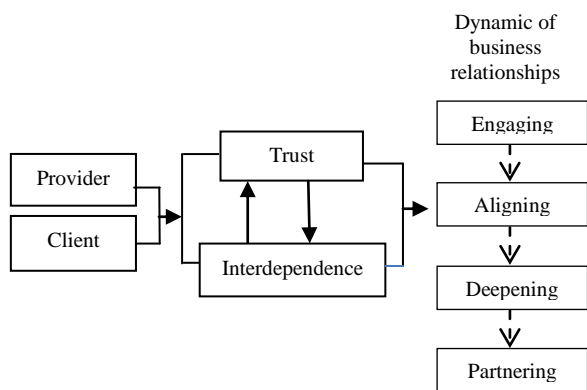 Dynamic of
business
relationships
Engaging
Trust
Provider
Aligning
Client
Interdependence
Deepening
Partnering